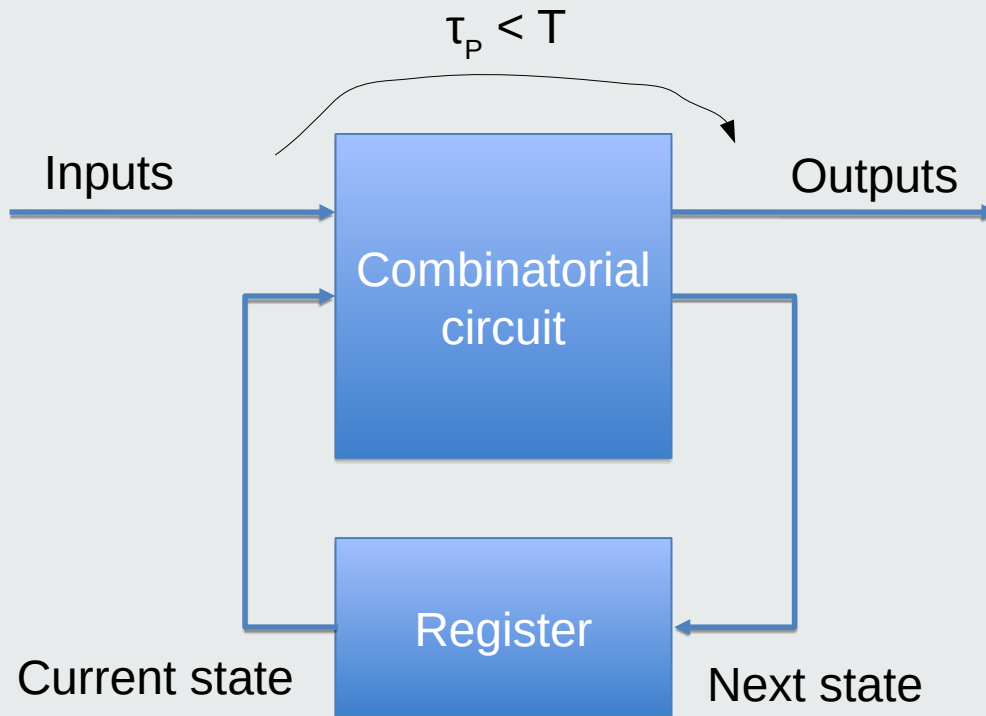 τP < T
Inputs
Outputs
Combinatorial
circuit
Register
Current state
Next state